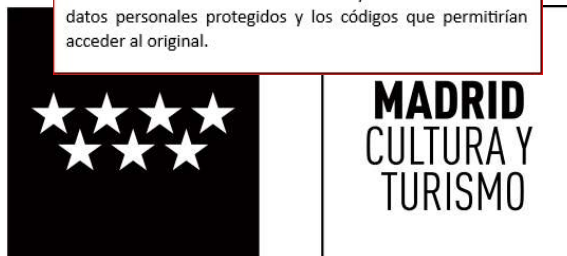 datos personales protegidos y los códigos que permitirían
acceder al original.
MADRID
CULTURA Y
TURISMO